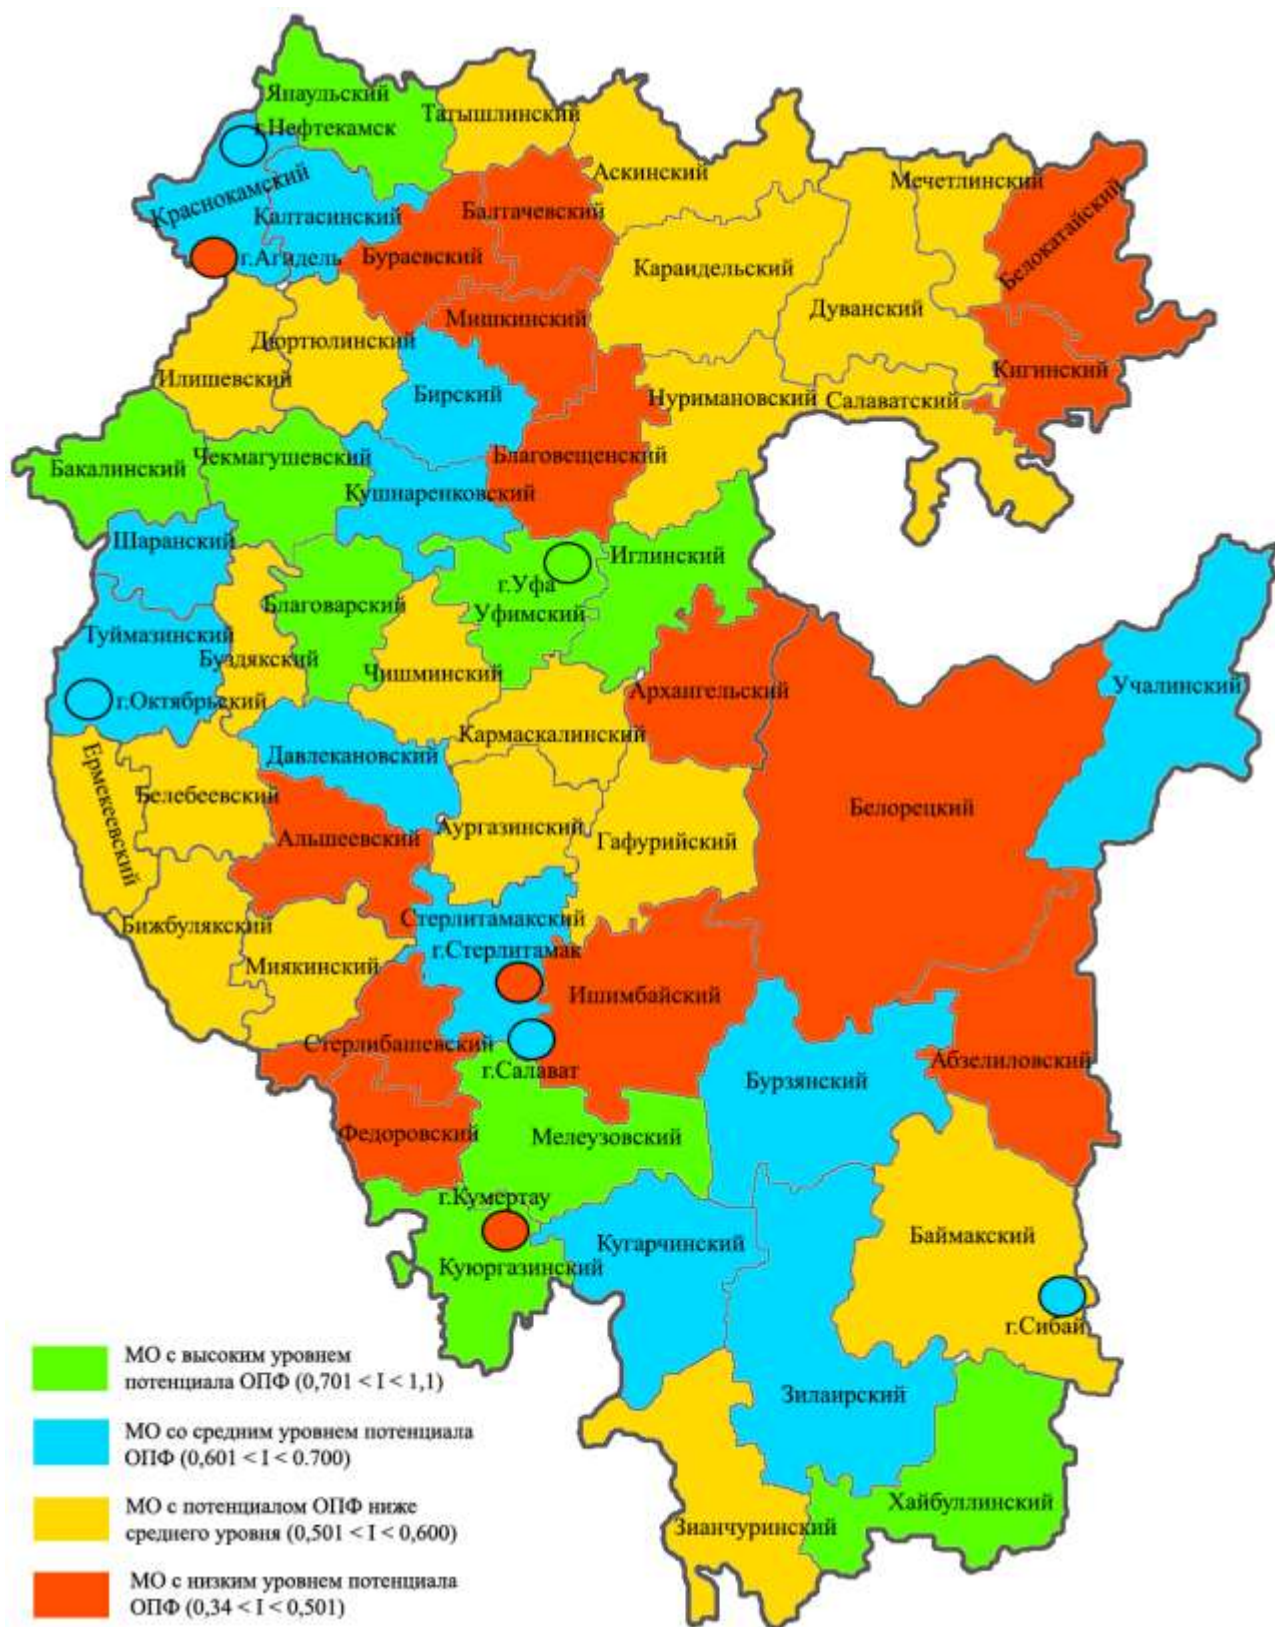 Янаульский
Татышлинский
г.Нефтекамск
Аскинский
Мечетлинский
Краснокамский
Калтасинский
Балтачевский
Белокатайский
г.Агидель
Бураевский
Караидельский
Дуванский
Мишкинский
Дюртюлинский
Илишевский
Кигинский
Бирский
Нуримановский
Салаватский
Бакалинский
Чекмагушевский
Благовещенский
Кушнаренковский
Шаранский
Иглинский
г.Уфа
Благоварский
Уфимский
Туймазинский
Буздякский
Чишминский
Архангельский
Учалинский
г.Октябрьский
Кармаскалинский
Давлекановский
Ермекеевский
Белебеевский
Белорецкий
Альшеевский
Аургазинский
Гафурийский
Бижбулякский
Стерлитамакский
г.Стерлитамак
Миякинский
Ишимбайский
Стерлибашевский
г.Салават
Бурзянский
Абзелиловский
Федоровский
Мелеузовский
г.Кумертау
Кугарчинский
Баймакский
Куюргазинский
г.Сибай
МО с высоким уровнем
потенциала ОПФ (0,701 < I < 1,1)
Зилаирский
МО со средним уровнем потенциала
ОПФ (0,601 < I < 0.700)
МО с потенциалом ОПФ ниже
среднего уровня (0,501 < I < 0,600)
Хайбуллинский
Зианчуринский
МО с низким уровнем потенциала
ОПФ (0,34 < I < 0,501)